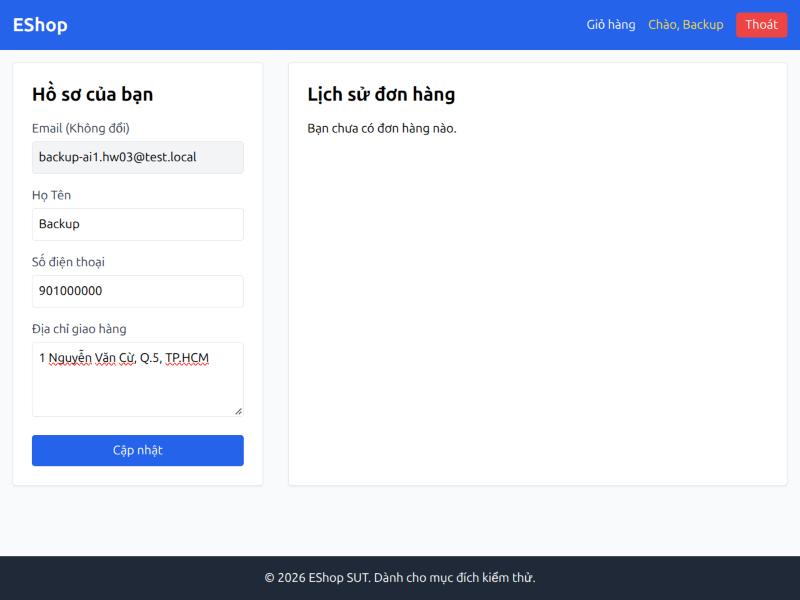 EShop
Giỏ hàng
Chào, Backup
Thoát
Hồ sơ của bạn
Email (Không đổi)
backup-ai1.hw03@test.local
Họ Tên
Backup
Số điện thoại
901000000
Địa chỉ giao hàng
1 Nguyễn Văn Cừ, Q.5, TP.HCM
Cập nhật
Lịch sử đơn hàng
Bạn chưa có đơn hàng nào.
© 2026 EShop SUT. Dành cho mục đích kiểm thử.